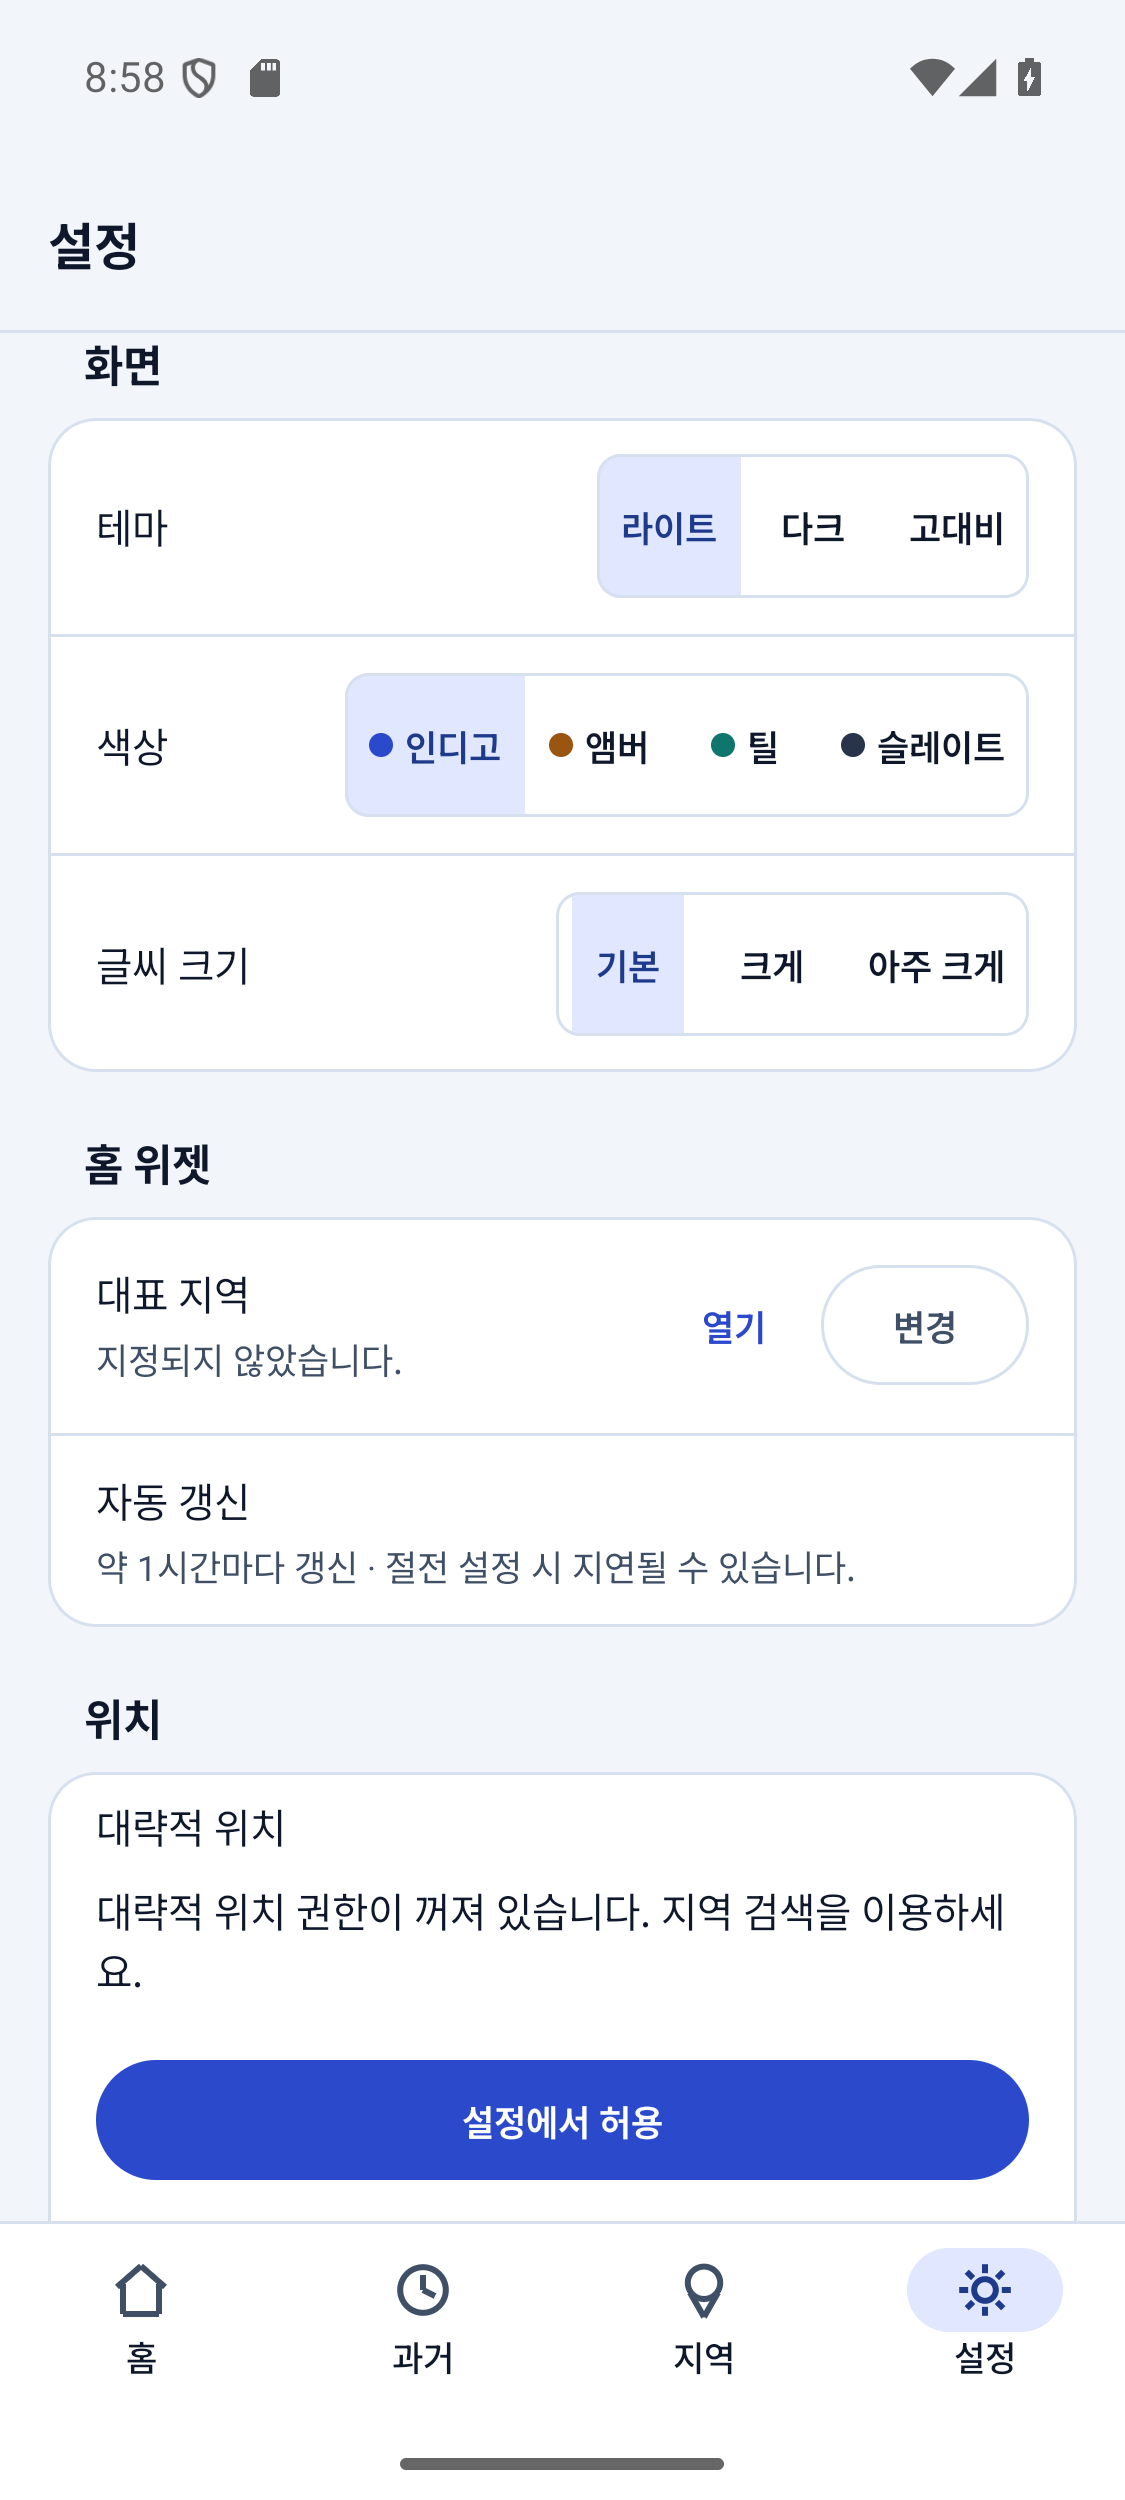 8:58
설정
화면
테마
라이트 다크 고대비
색상
인디고 앰버 틸 슬레이트
글씨 크기
기본 크게 아주 크게
홈 위젯
대표 지역
지정되지 않았습니다.
열기 변경
자동 갱신
약 1시간마다 갱신 · 절전 설정 시 지연될 수 있습니다.
위치
대략적 위치
대략적 위치 권한이 꺼져 있습니다. 지역 검색을 이용하세
요.
설정에서 허용
홈 과거 지역 설정